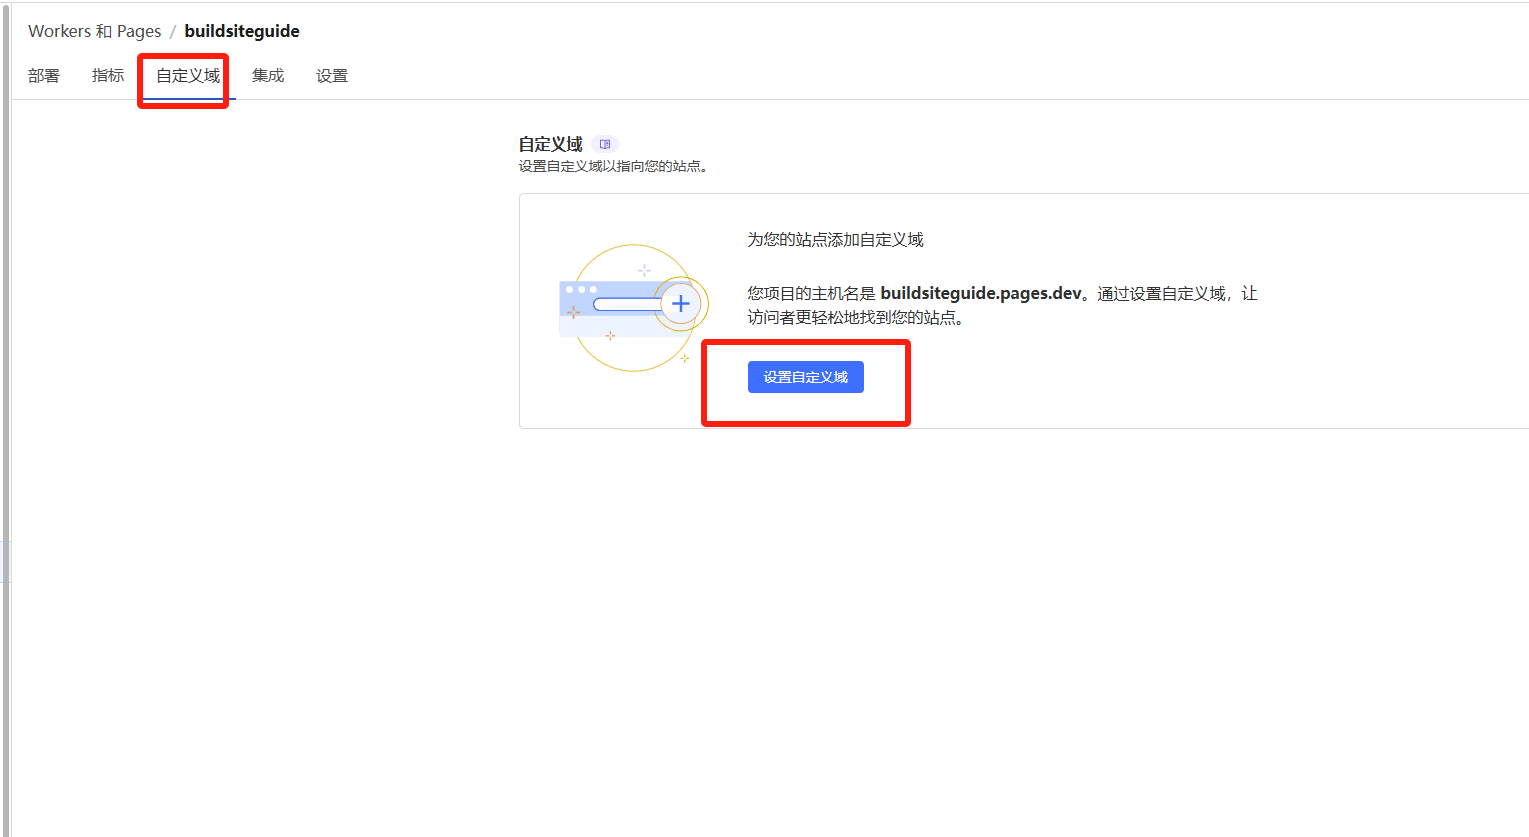 Workers 和 Pages / buildsiteguide
部署 指标 自定义域 集成 设置
自定义域
设置自定义域以指向您的站点。
为您的站点添加自定义域
您项目的主机名是 buildsiteguide.pages.dev。通过设置自定义域，让
访问者更轻松地找到您的站点。
设置自定义域